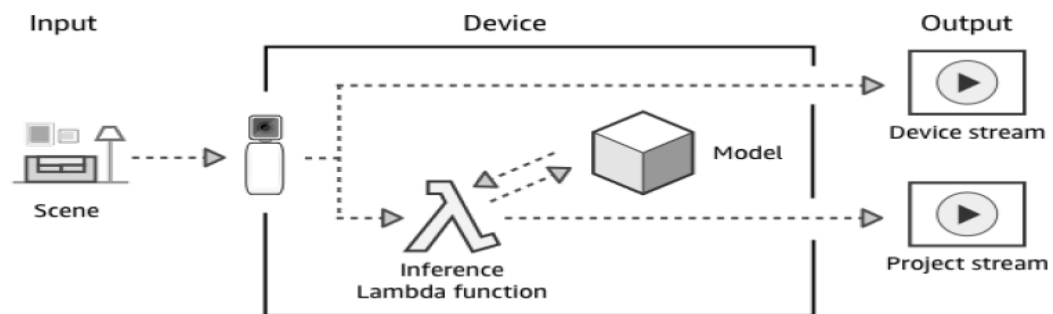 Input
Device
Output
Device stream
Model
Scene
Inference
Lambda function
Project stream